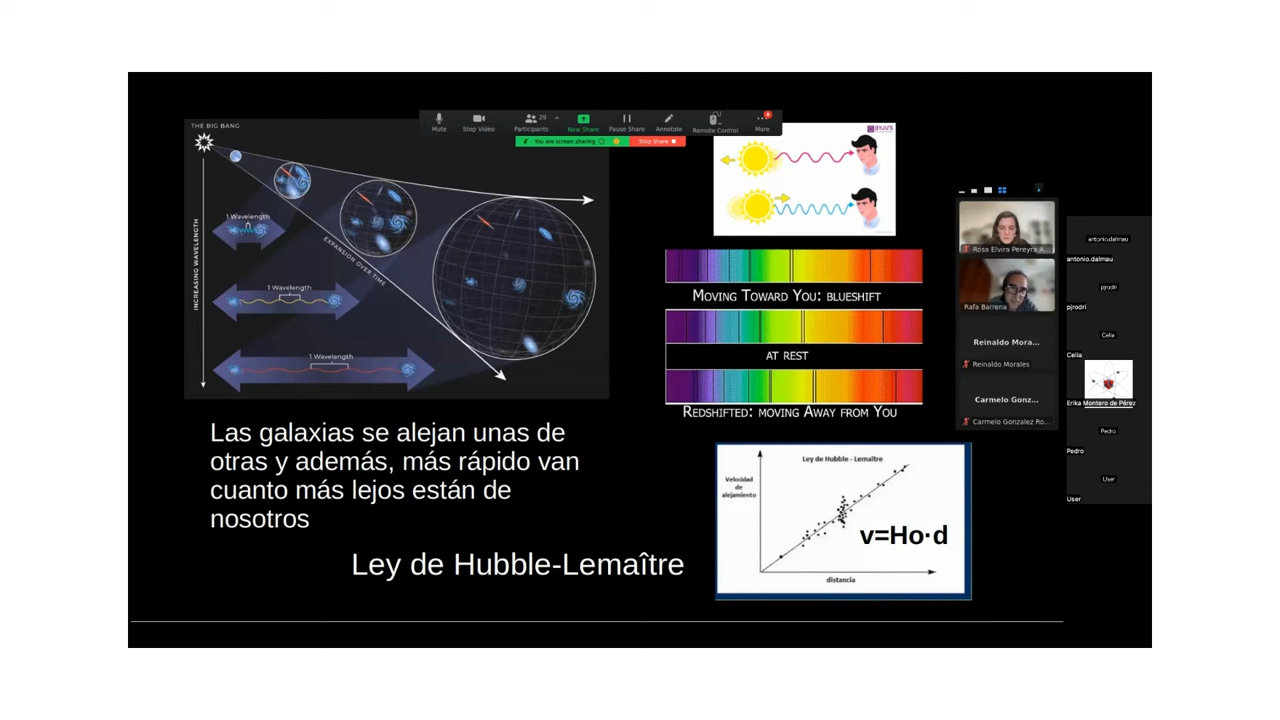 THE BIG BANG
INCREASING WAVELENGTH
1 Wavelength
1 Wavelength
1 Wavelength
EXPANSION OVER TIME
Mute
Stop Video
29
Participants
New Share
Pause Share
Annotate
Remote Control
More
You are screen sharing
Stop Share
BYJU'S
MOVING TOWARD YOU: BLUESHIFT
AT REST
REDSHIFTED: MOVING AWAY FROM YOU
Las galaxias se alejan unas de
otras y además, más rápido van
cuanto más lejos están de
nosotros
Ley de Hubble-Lemaître
Ley de Hubble - Lemaître
Velocidad
de
alejamiento
v=Ho·d
distancia
Rosa Elvira Pereyra A...
Rafa Barrena
Reinaldo Mora...
Reinaldo Morales
Carmelo Gonz...
Carmelo Gonzalez Ro...
antonio.dalmau
antonio.dalmau
pjrodri
pjrodri
Celia
Celia
Erika Montero de Pérez
Pedro
Pedro
User
User